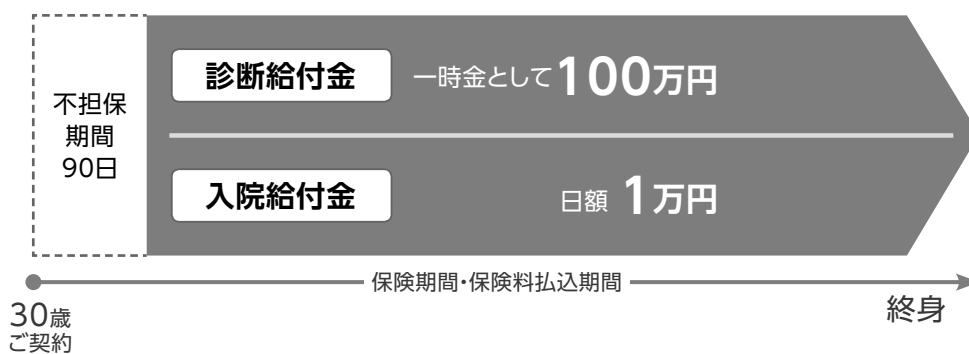 不担保
期間
90日
診断給付金 一時金として100万円
入院給付金 日額 1万円
保険期間・保険料払込期間
30歳
ご契約
終身